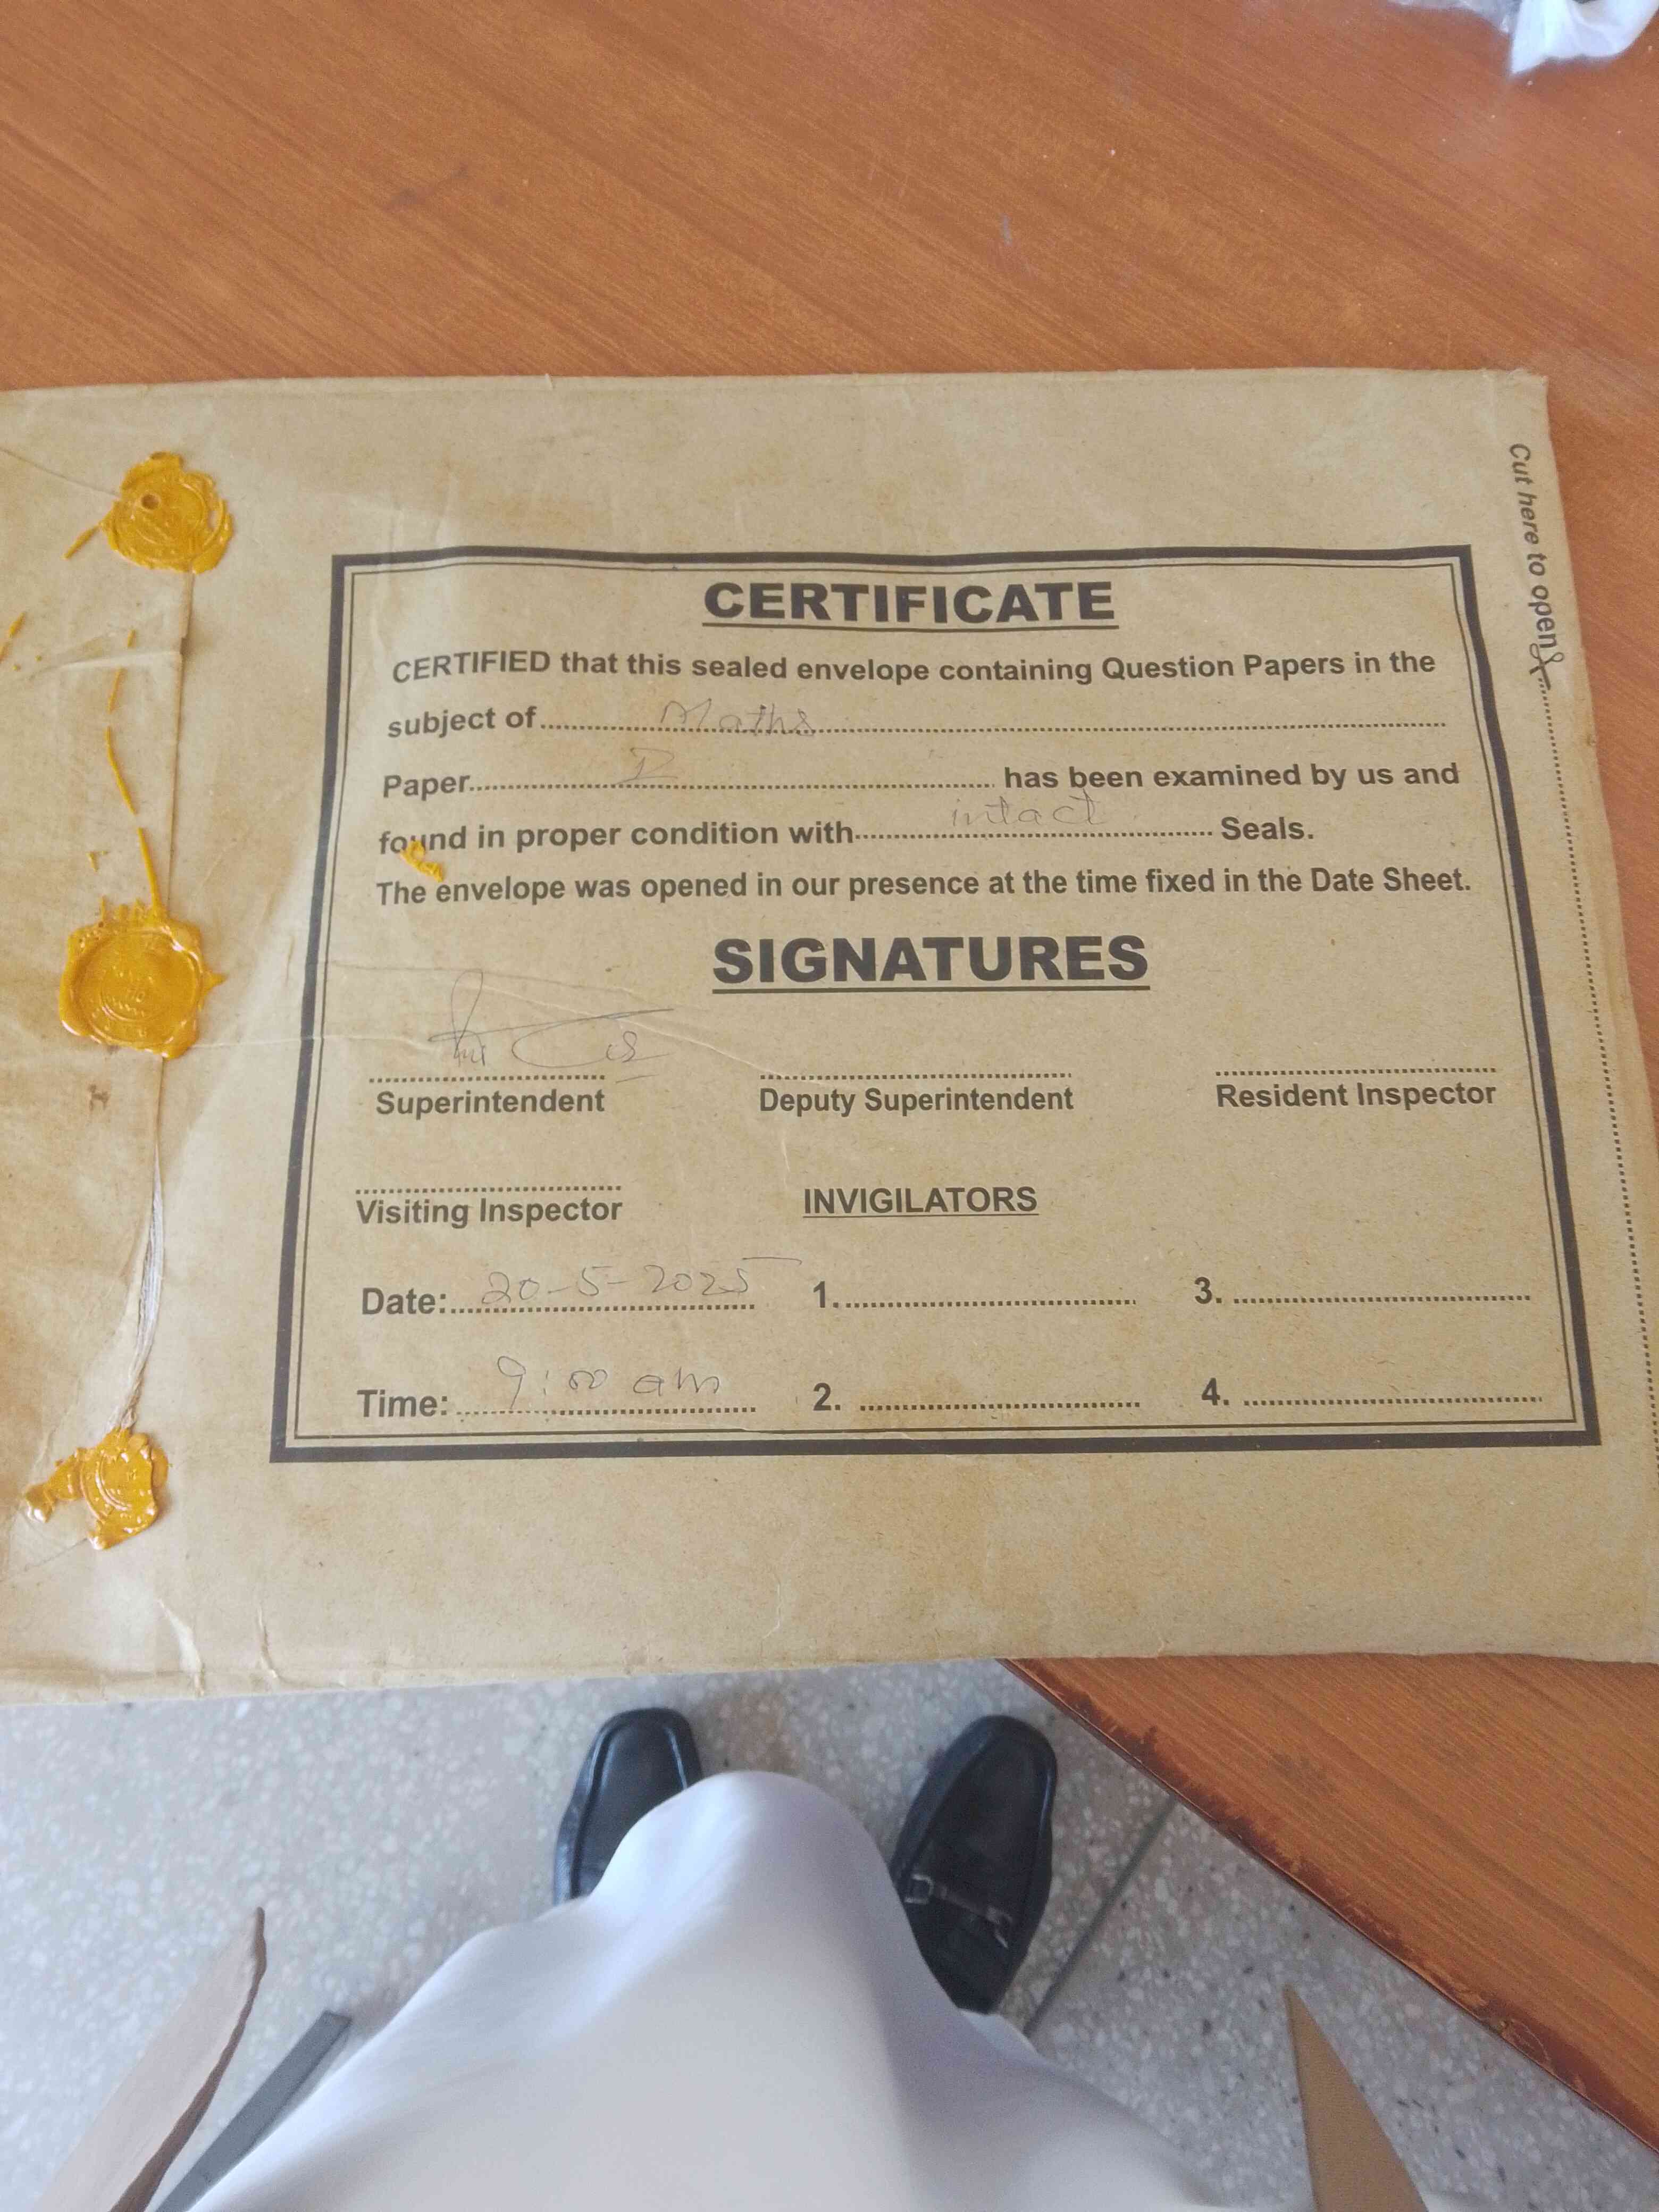 CERTIFICATE
CERTIFIED that this sealed envelope containing Question Papers in the
subject of Maths
Paper I has been examined by us and
found in proper condition with intact Seals.
The envelope was opened in our presence at the time fixed in the Date Sheet.
SIGNATURES
Superintendent Deputy Superintendent Resident Inspector
Visiting Inspector INVIGILATORS
Date: 20-5-2025 1. 3.
Time: 9:00 am 2. 4.
Cut here to open